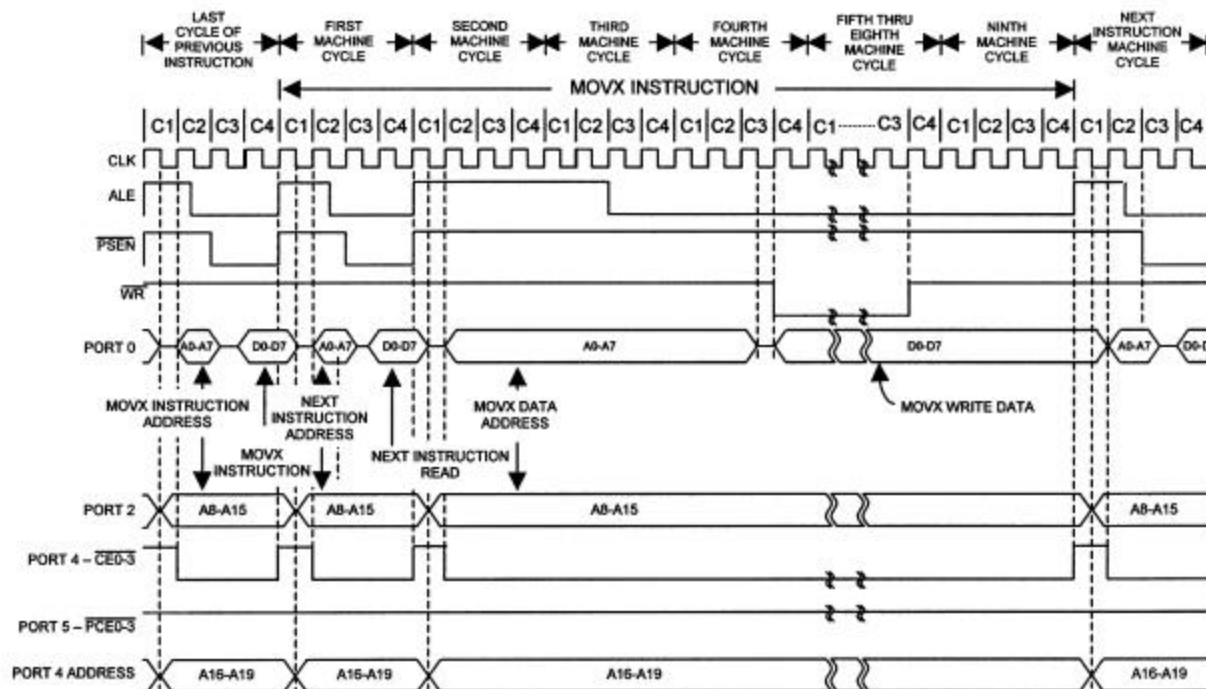 LAST
CYCLE OF
PREVIOUS
INSTRUCTION
FIRST
MACHINE
CYCLE
SECOND
MACHINE
CYCLE
THIRD
MACHINE
CYCLE
FOURTH
MACHINE
CYCLE
FIFTH THRU
EIGHTH
MACHINE
CYCLE
NINTH
MACHINE
CYCLE
NEXT
INSTRUCTION
MACHINE
CYCLE
MOVX INSTRUCTION
C1 C2 C3 C4 C1 C2 C3 C4 C1 C2 C3 C4 C1 C2 C3 C4 C1 C2 C3 C4 C1 ........ C3 C4 C1 C2 C3 C4 C1 C2 C3 C4
CLK
ALE
PSEN
WR
PORT 0 A0-A7 D0-D7 A0-A7 D0-D7 A0-A7 D0-D7 A0-A7 D0-D
MOVX INSTRUCTION
ADDRESS
NEXT
INSTRUCTION
ADDRESS
MOVX DATA
ADDRESS
MOVX WRITE DATA
MOVX
INSTRUCTION
NEXT INSTRUCTION
READ
PORT 2 A8-A15 A8-A15 A8-A15 A8-A15
PORT 4 – CE0-3
PORT 5 – PCE0-3
PORT 4 ADDRESS A16-A19 A16-A19 A16-A19 A16-A19